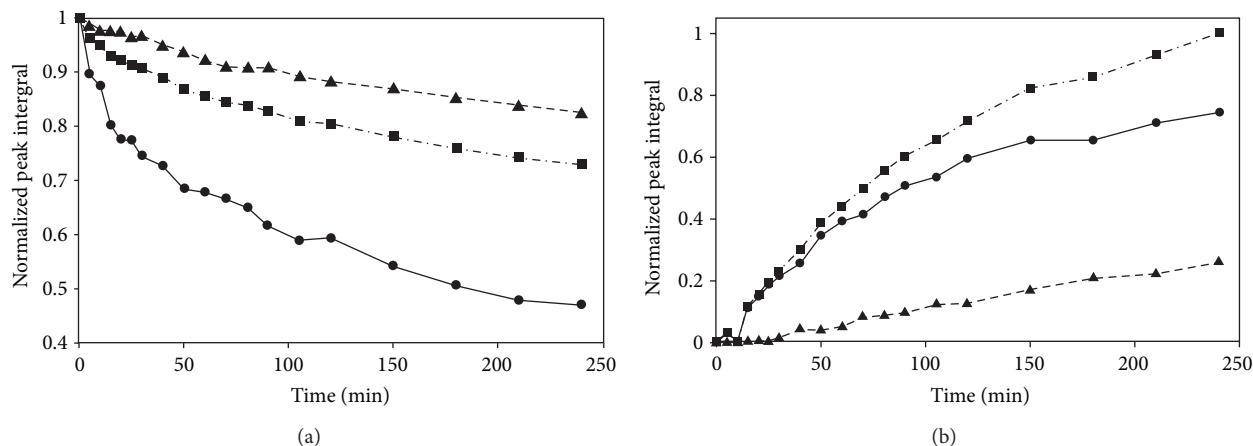 1
0.9
0.8
0.7
0.6
0.5
0.4
Normalized peak intergral
0 50 100 150 200 250
Time (min)
(a)
1
0.8
0.6
0.4
0.2
0
Normalized peak integral
0 50 100 150 200 250
Time (min)
(b)